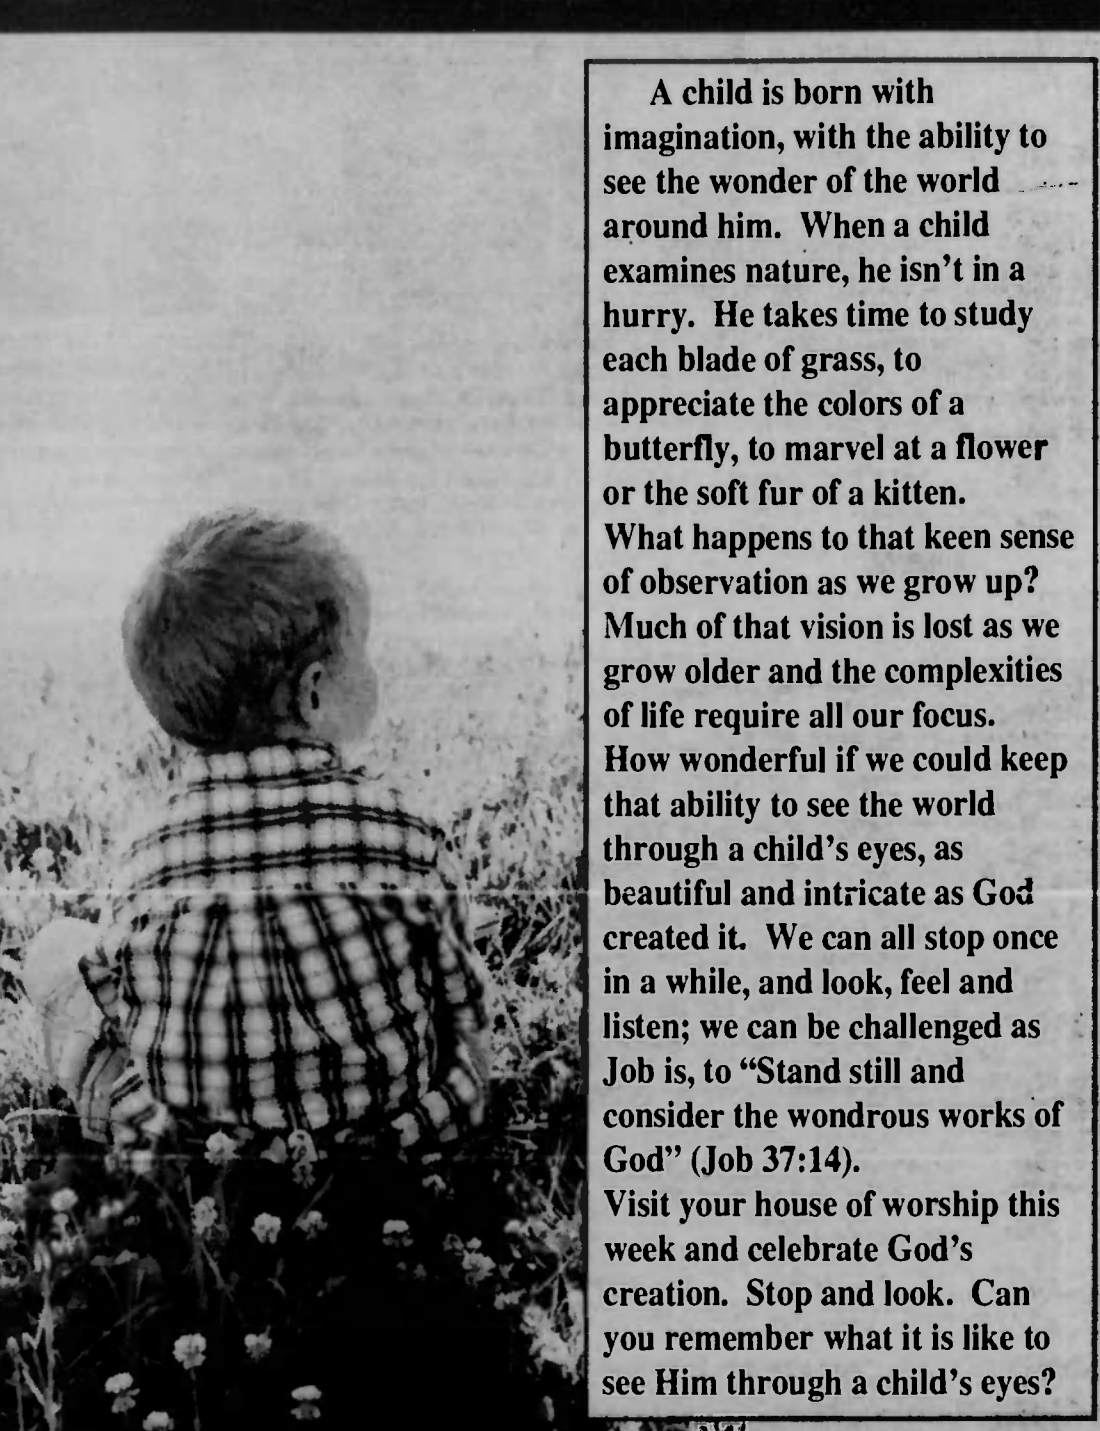 A child is born with
imagination, with the ability to
see the wonder of the world
around him. When a child
examines nature, he isn't in a
hurry. He takes time to study
each blade of grass, to
appreciate the colors of a
butterfly, to marvel at a flower
or the soft fur of a kitten.
What happens to that keen sense
of observation as we grow up?
Much of that vision is lost as we
grow older and the complexities
of life require all our focus.
How wonderful if we could keep
that ability to see the world
through a child's eyes, as
beautiful and intricate as God
created it. We can all stop once
in a while, and look, feel and
listen; we can be challenged as
Job is, to “Stand still and
consider the wondrous works of
God” (Job 37:14).
Visit your house of worship this
week and celebrate God's
creation. Stop and look. Can
you remember what it is like to
see Him through a child's eyes?